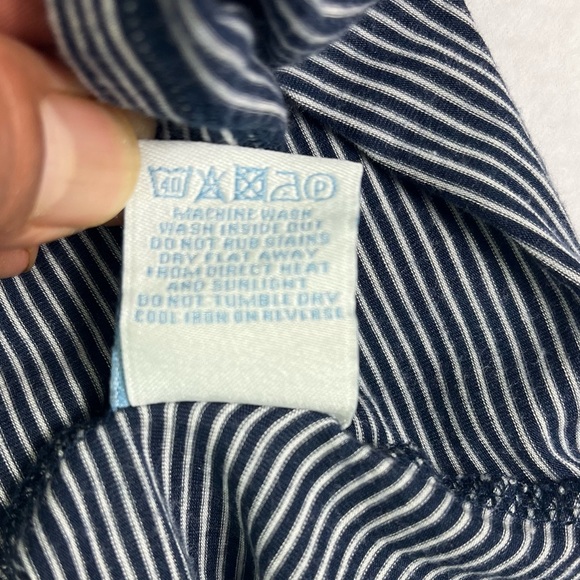 40 P
MACHINE WASH
WASH INSIDE OUT
DO NOT RUB STAINS
DRY FLAT AWAY
FROM DIRECT HEAT
AND SUNLIGHT
DO NOT TUMBLE DRY
COOL IRON ON REVERSE